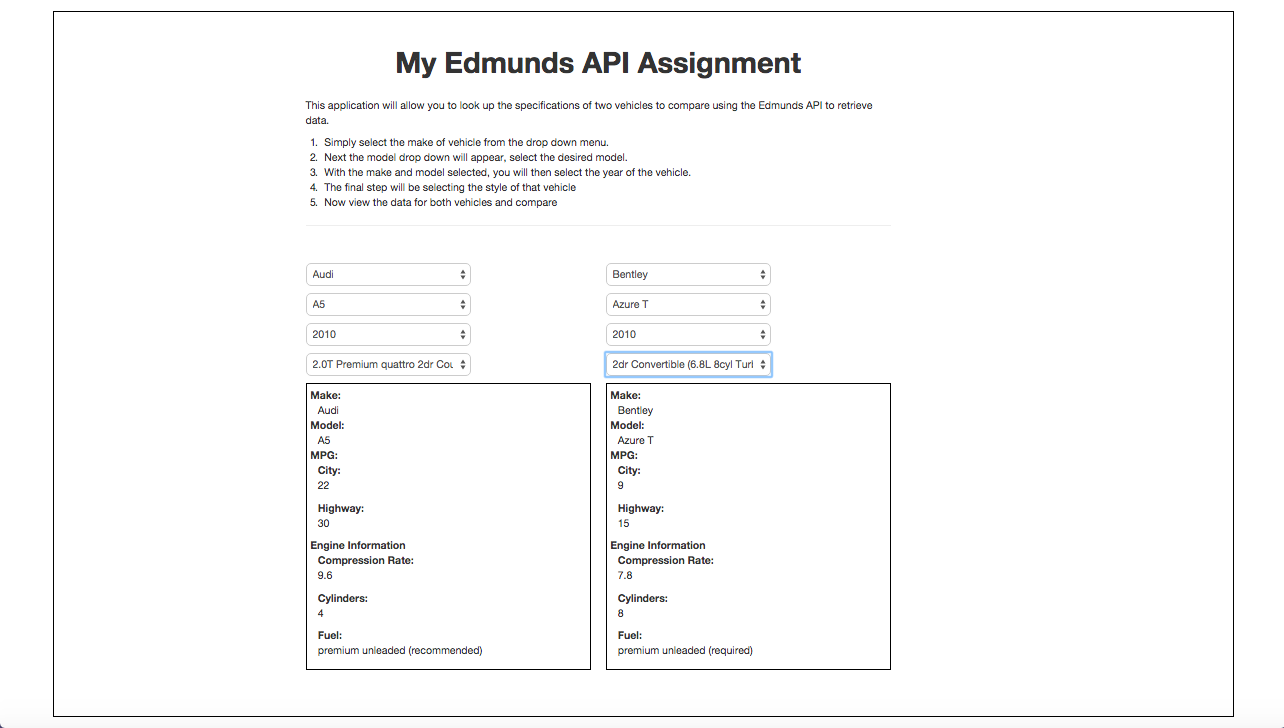 My Edmunds API Assignment
This application will allow you to look up the specifications of two vehicles to compare using the Edmunds API to retrieve
data.
1. Simply select the make of vehicle from the drop down menu.
2. Next the model drop down will appear, select the desired model.
3. With the make and model selected, you will then select the year of the vehicle.
4. The final step will be selecting the style of that vehicle
5. Now view the data for both vehicles and compare
Audi
A5
2010
2.0T Premium quattro 2dr Cou
Make:
Audi
Model:
A5
MPG:
City:
22
Highway:
30
Engine Information
Compression Rate:
9.6
Cylinders:
4
Fuel:
premium unleaded (recommended)
Bentley
Azure T
2010
2dr Convertible (6.8L 8cyl Turl
Make:
Bentley
Model:
Azure T
MPG:
City:
9
Highway:
15
Engine Information
Compression Rate:
7.8
Cylinders:
8
Fuel:
premium unleaded (required)